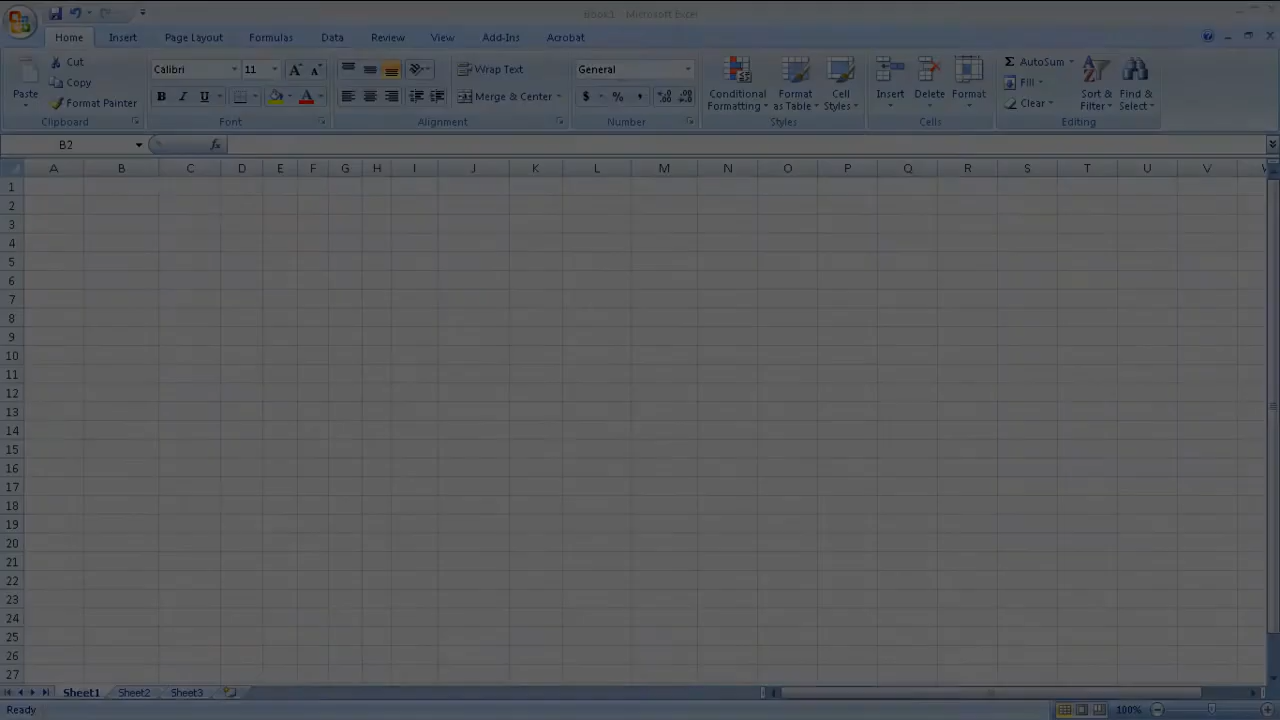 Book1 - Microsoft Excel
Home Insert Page Layout Formulas Data Review View Add-Ins Acrobat
Cut
Copy
Format Painter
Paste
Clipboard
Calibri 11
B I U
Font
Wrap Text
Merge & Center
Alignment
General
$ % ,
Number
Conditional Formatting
Format as Table
Cell Styles
Styles
Insert Delete Format
Cells
Σ AutoSum
Fill
Clear
Sort & Filter
Find & Select
Editing
B2 fx
A B C D E F G H I J K L M N O P Q R S T U V
1
2
3
4
5
6
7
8
9
10
11
12
13
14
15
16
17
18
19
20
21
22
23
24
25
26
27
Sheet1 Sheet2 Sheet3
Ready 100%